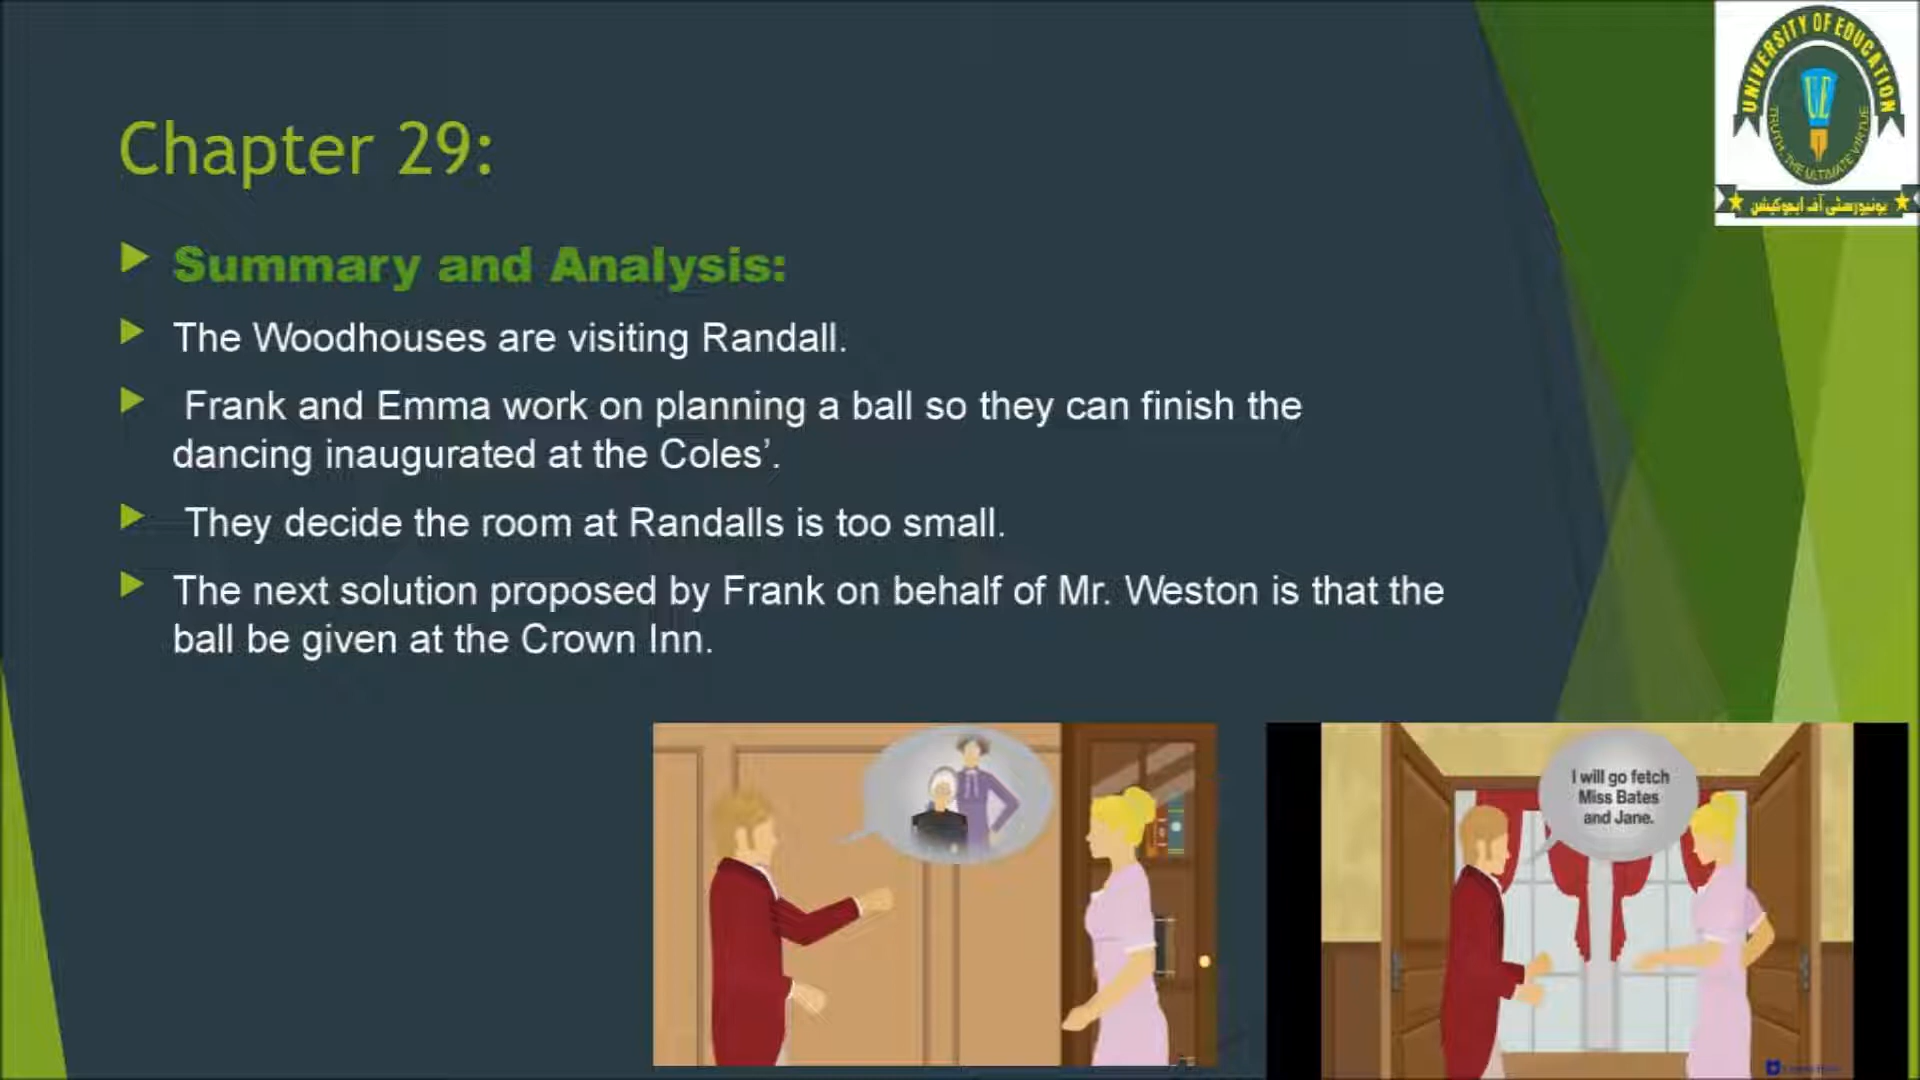 UNIVERSITY OF EDUCATION
UE
TRUTH, THE ULTIMATE VIRTUE
یونیورسٹی آف ایجوکیشن
Chapter 29:
Summary and Analysis:
The Woodhouses are visiting Randall.
Frank and Emma work on planning a ball so they can finish the
dancing inaugurated at the Coles’.
They decide the room at Randalls is too small.
The next solution proposed by Frank on behalf of Mr. Weston is that the
ball be given at the Crown Inn.
I will go fetch
Miss Bates
and Jane.